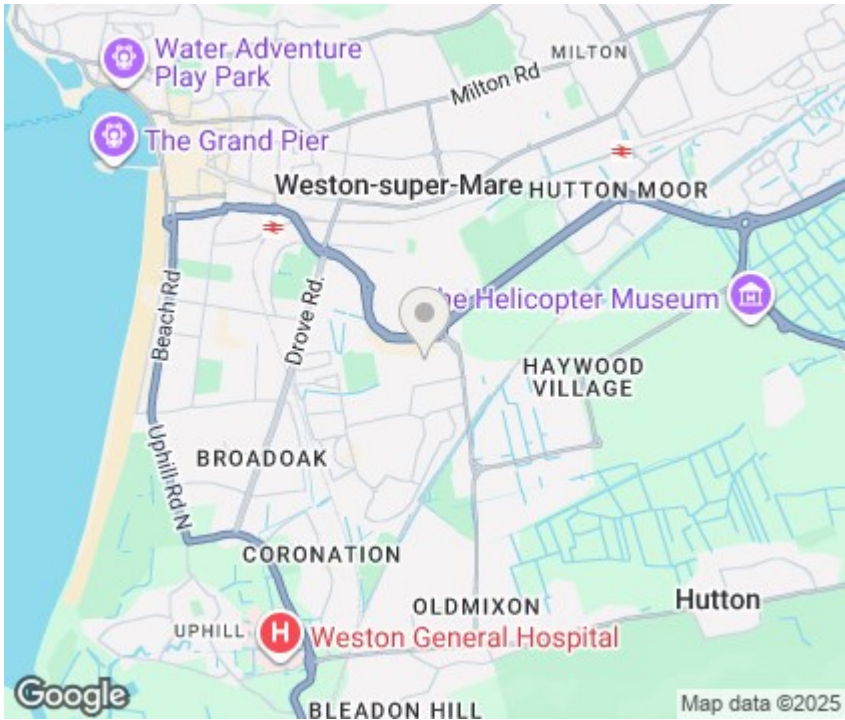 Water Adventure
Play Park
MILTON
Milton Rd
The Grand Pier
Weston-super-Mare
HUTTON MOOR
Beach Rd
Drove Rd.
he Helicopter Museum
HAYWOOD
VILLAGE
Uphill Rd N
BROADOAK
CORONATION
OLDMIXON
Hutton
UPHILL
H
Weston General Hospital
BLEADON HILL
Google
Map data ©2025